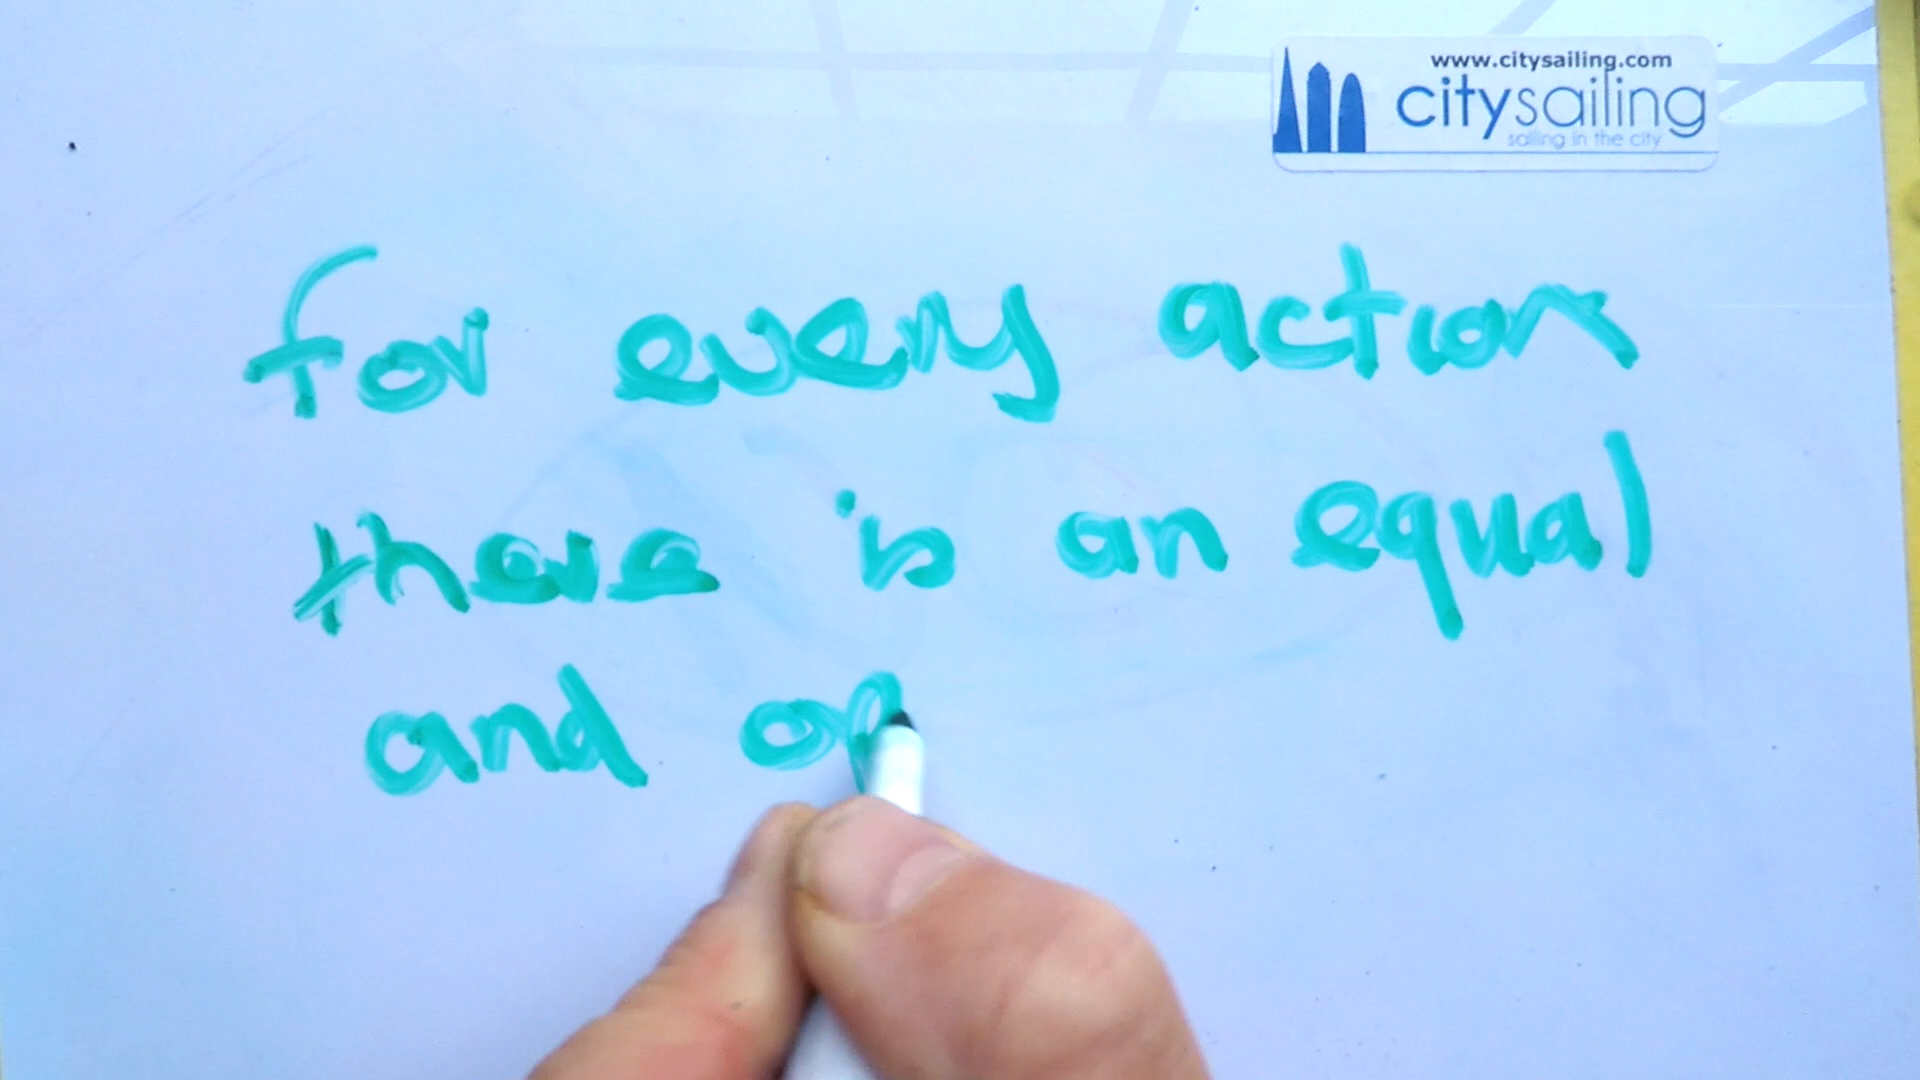 www.citysailing.com
citysailing
sailing in the city
for every action
there is an equal
and op